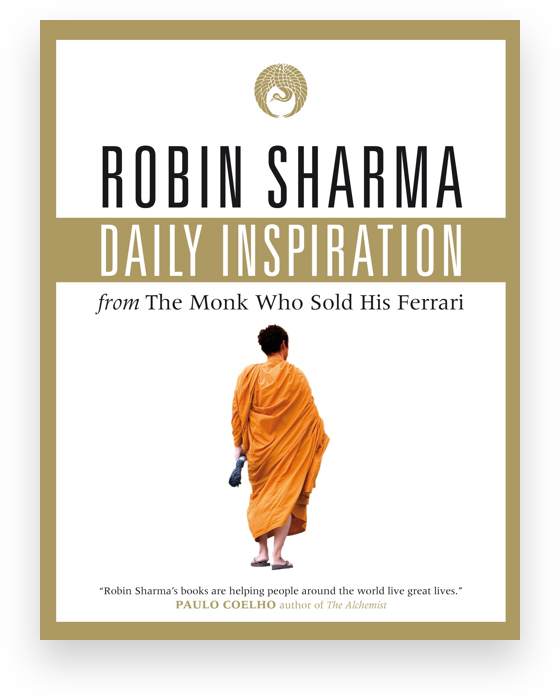 ROBIN SHARMA
DAILY INSPIRATION
from The Monk Who Sold His Ferrari
“Robin Sharma’s books are helping people around the world live great lives.”
PAULO COELHO author of The Alchemist